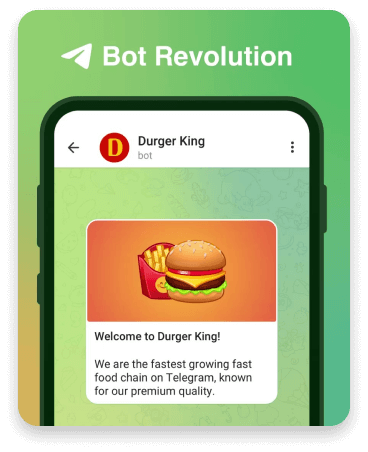 Bot Revolution
D
Durger King
bot
Welcome to Durger King!
We are the fastest growing fast
food chain on Telegram, known
for our premium quality.